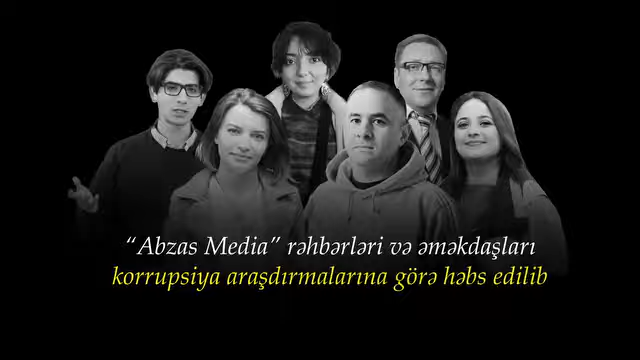 “Abzas Media” rəhbərləri və əməkdaşları
korrupsiya araşdırmalarına görə həbs edilib